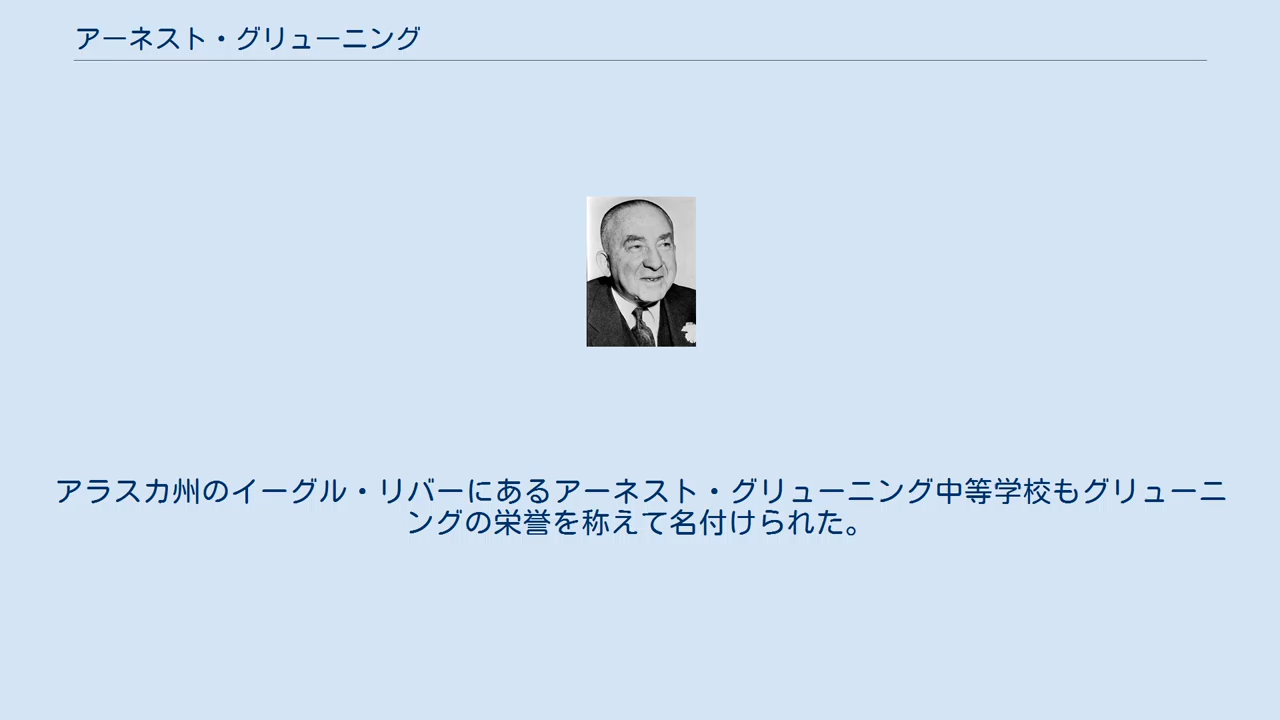 アーネスト・グリューニング
アラスカ州のイーグル・リバーにあるアーネスト・グリューニング中等学校もグリューニ
ングの栄誉を称えて名付けられた。